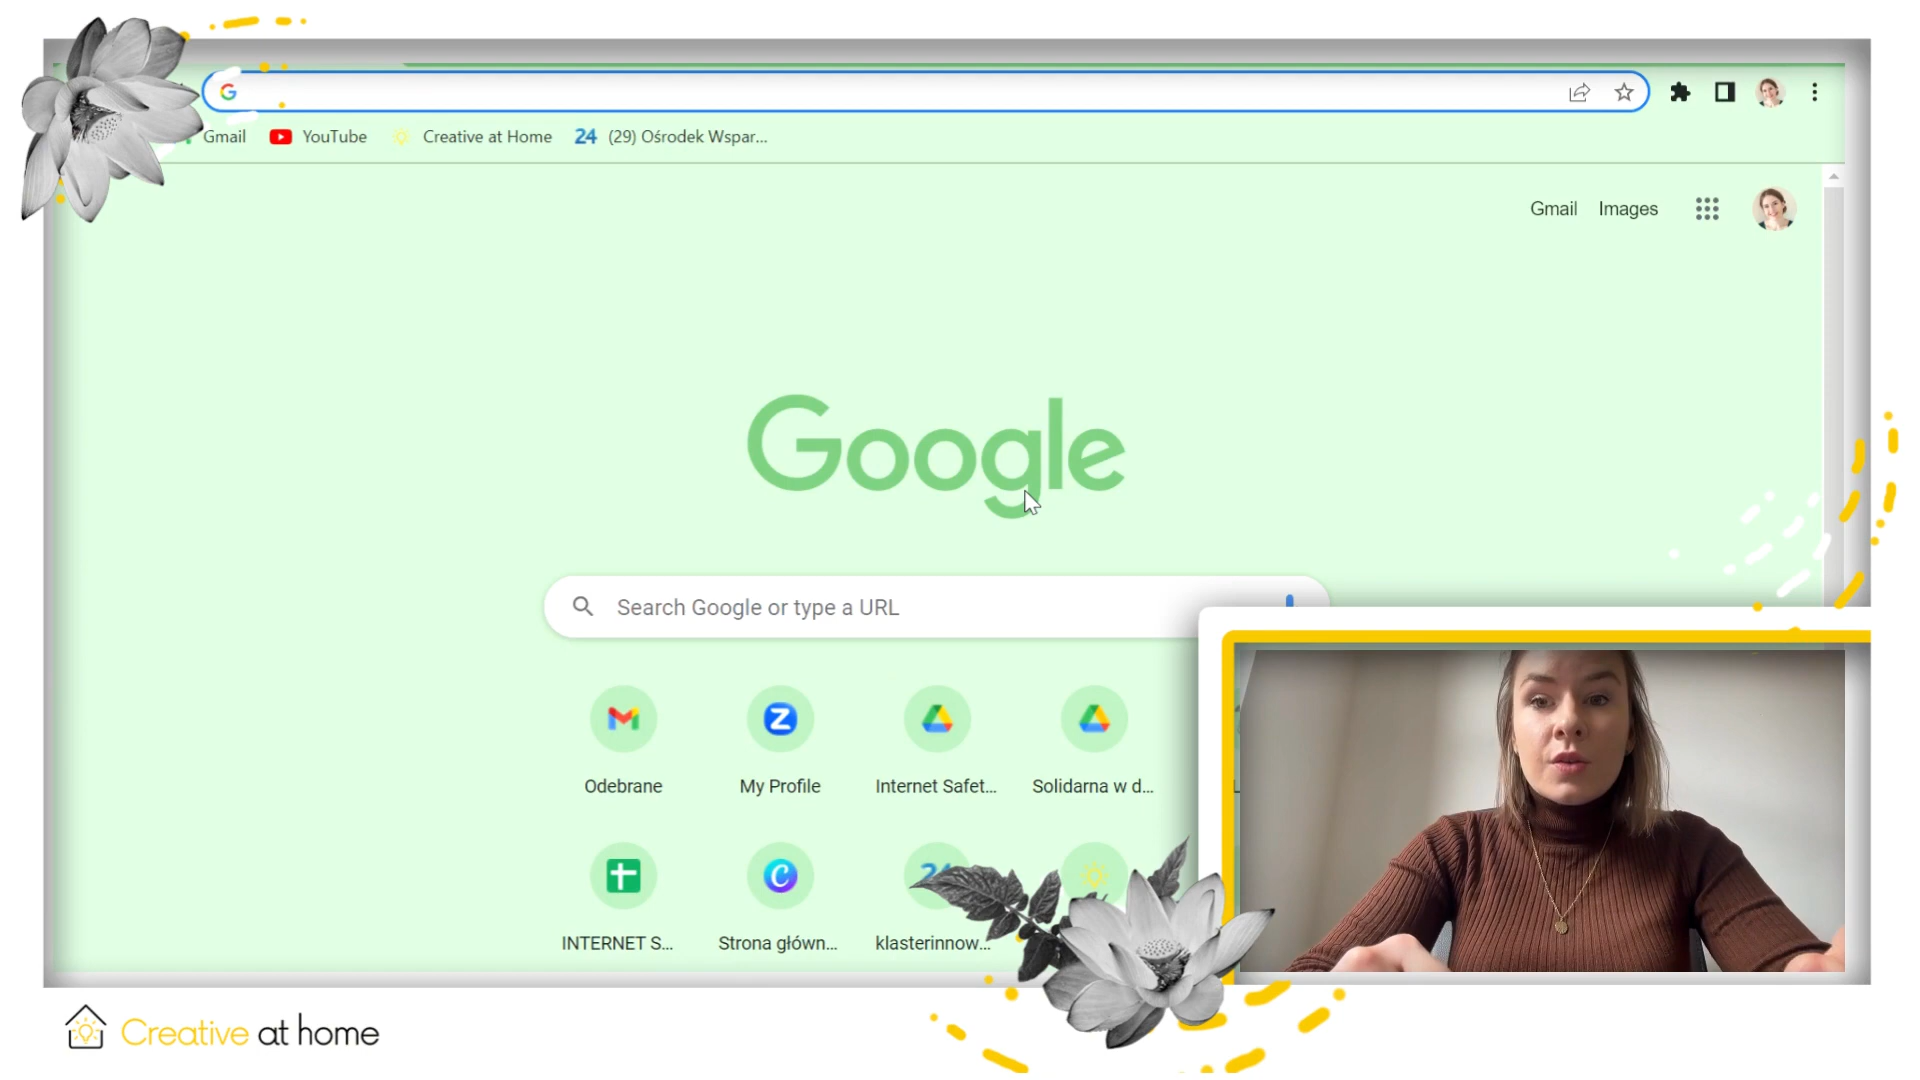 Gmail YouTube Creative at Home 24 (29) Ośrodek Wspar...
Gmail Images
Google
Search Google or type a URL
Odebrane My Profile Internet Safet... Solidarna w d...
INTERNET S... Strona główn... klasterinnow...
Creative at home